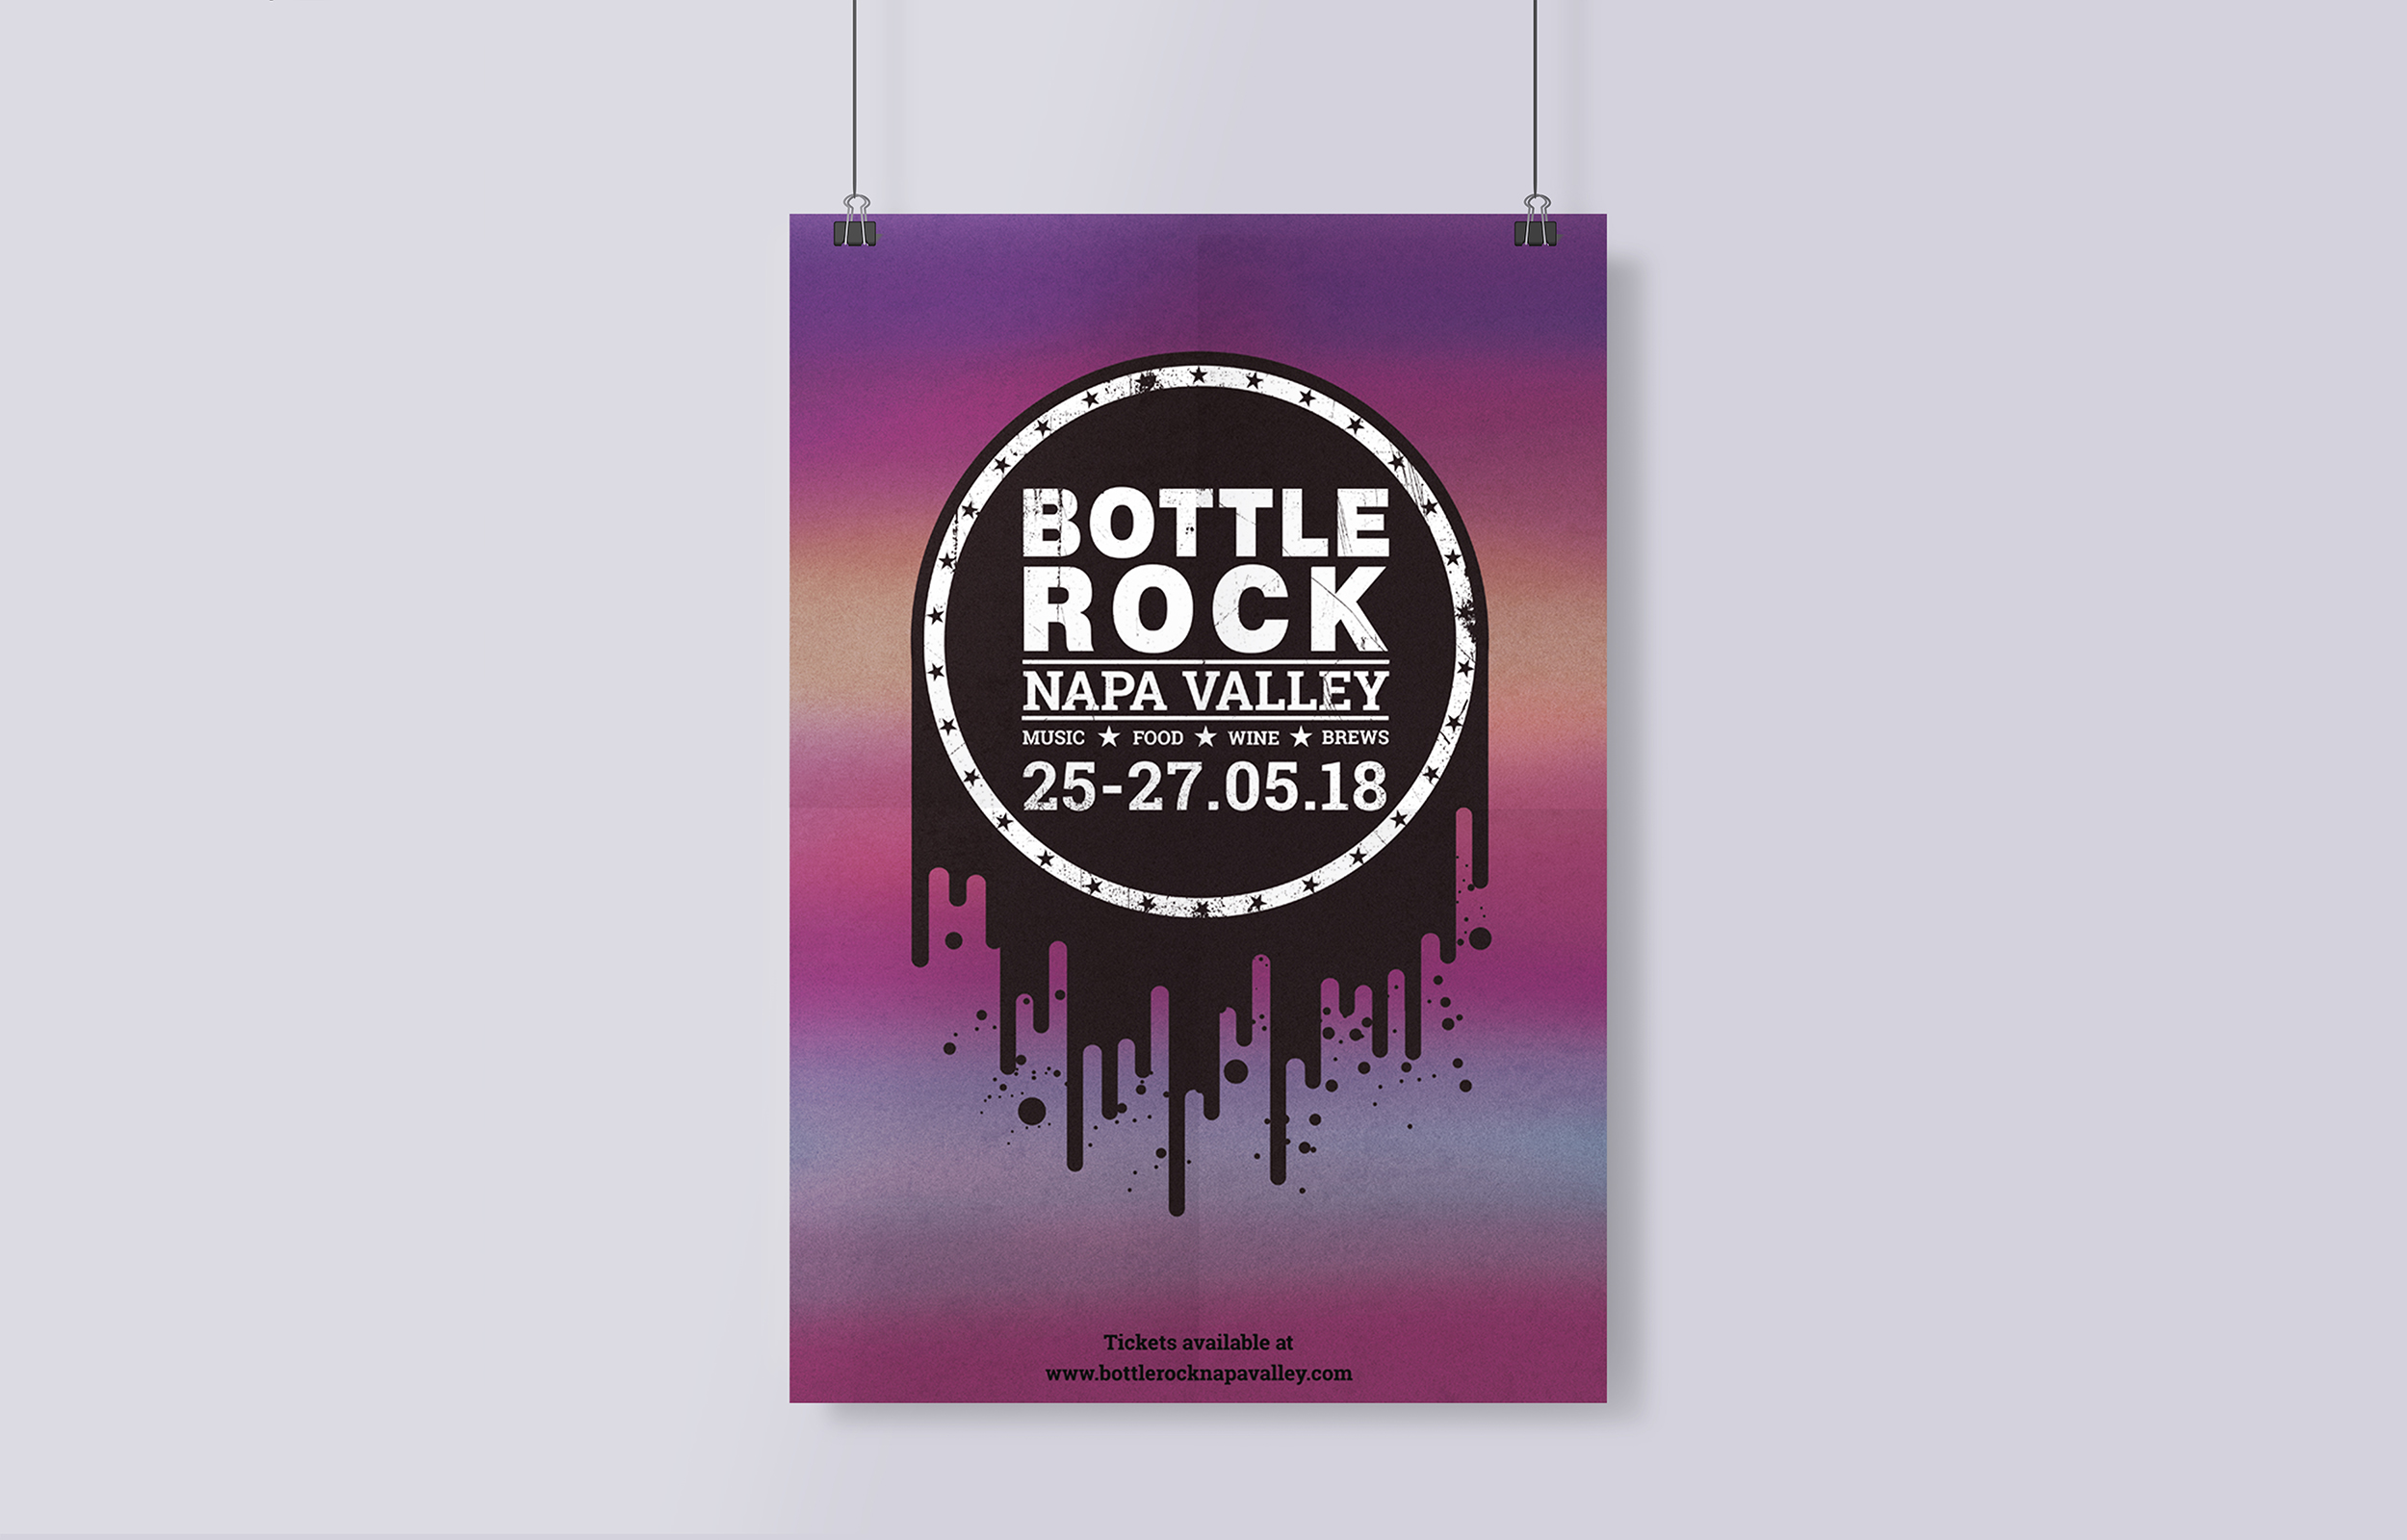 BOTTLE
ROCK
NAPA VALLEY
MUSIC ★ FOOD ★ WINE ★ BREWS
25-27.05.18
Tickets available at
www.bottlerocknapavalley.com